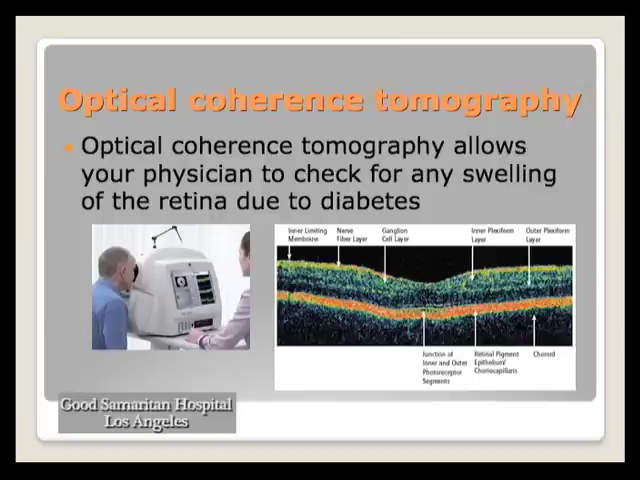 Optical coherence tomography
Optical coherence tomography allows
your physician to check for any swelling
of the retina due to diabetes
Inner Limiting
Membrane
Nerve
Fiber Layer
Ganglion
Cell Layer
Inner Plexiform
Layer
Outer Plexiform
Layer
Junction of
Inner and Outer
Photoreceptor
Segments
Retinal Pigment
Epithelium/
Choriocapillaris
Choroid
Good Samaritan Hospital
Los Angeles